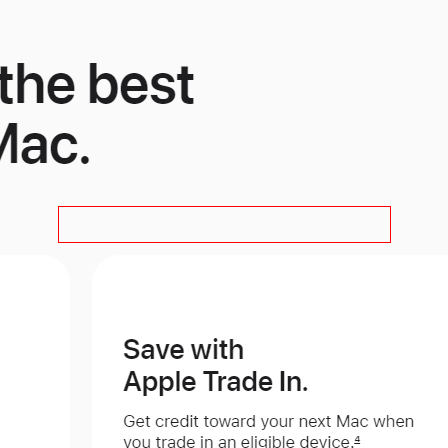 the best
Mac.
Save with
Apple Trade In.
Get credit toward your next Mac when
you trade in an eligible device.⁴